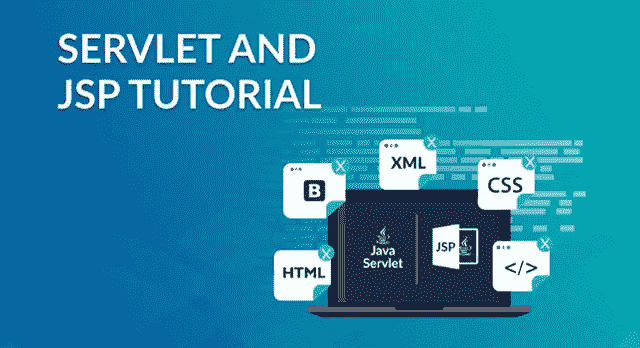 SERVLET AND
JSP TUTORIAL
XML
B
CSS
Java
Servlet
JSP
HTML
</>